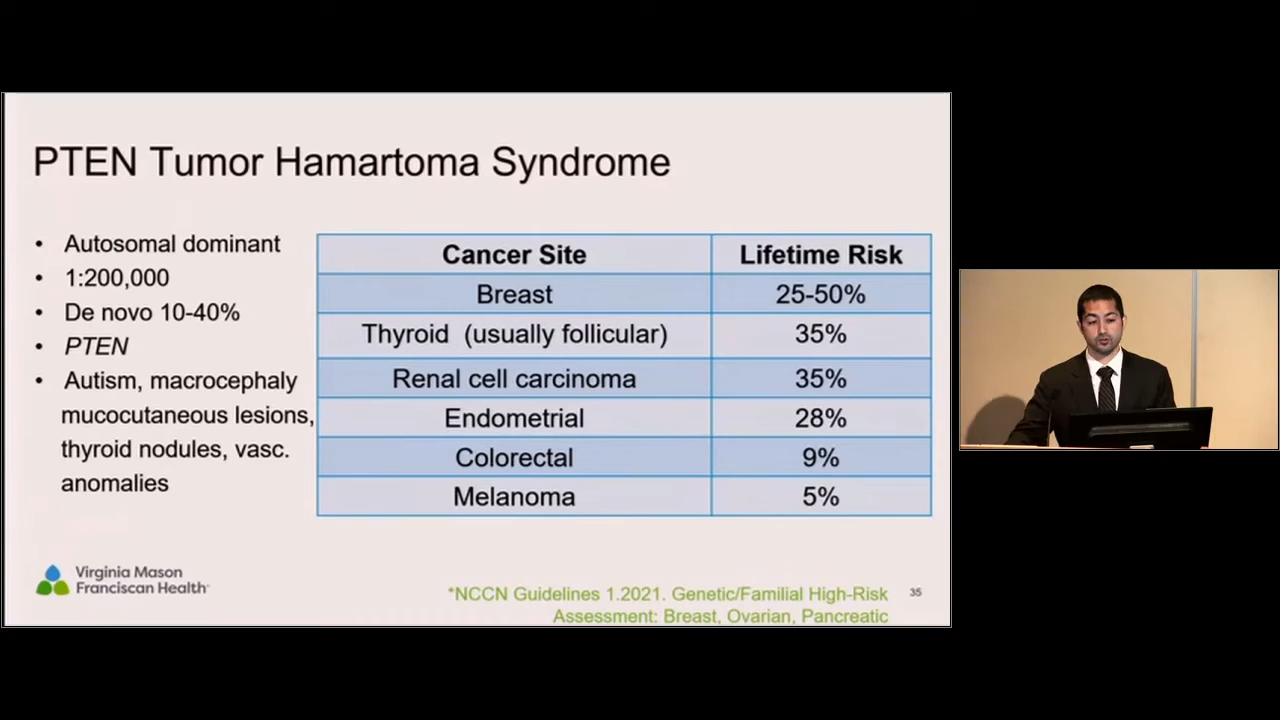 PTEN Tumor Hamartoma Syndrome
• Autosomal dominant
• 1:200,000
• De novo 10-40%
• PTEN
• Autism, macrocephaly
mucocutaneous lesions,
thyroid nodules, vasc.
anomalies
Cancer Site Lifetime Risk
Breast 25-50%
Thyroid (usually follicular) 35%
Renal cell carcinoma 35%
Endometrial 28%
Colorectal 9%
Melanoma 5%
Virginia Mason
Franciscan Health
*NCCN Guidelines 1.2021. Genetic/Familial High-Risk
Assessment: Breast, Ovarian, Pancreatic
35